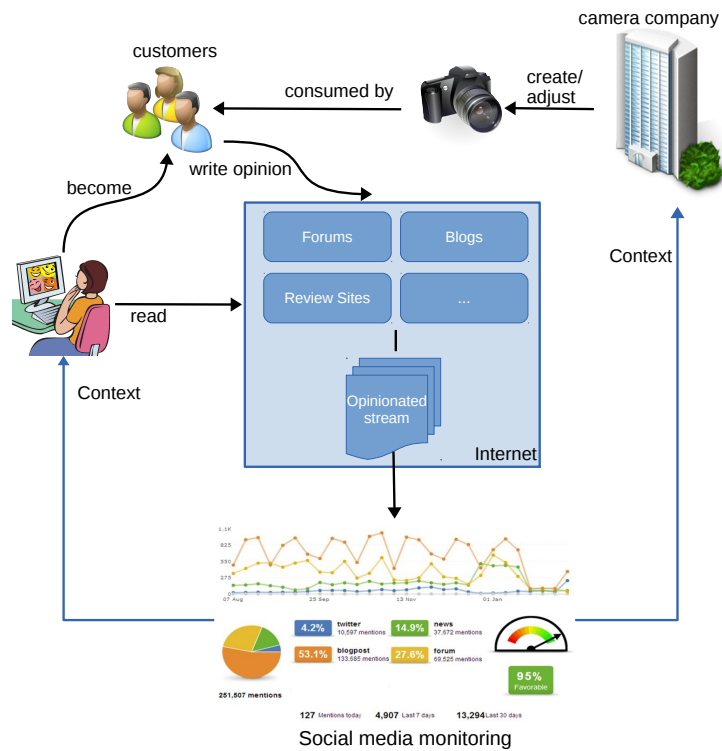 camera company
customers
create/
adjust
consumed by
write opinion
become
Forums
Blogs
Context
Review Sites
...
read
Context
Opinionated
stream
Internet
1.1K
825
550
275
0
07 Aug
25 Sep
13 Nov
01 Jan
4.2%
twitter
10,597 mentions
14.9%
news
37,672 mentions
53.1%
blogpost
133,685 mentions
27.6%
forum
69,525 mentions
95%
Favorable
251,507 mentions
127 Mentions today
4,907 Last 7 days
13,294 Last 30 days
Social media monitoring